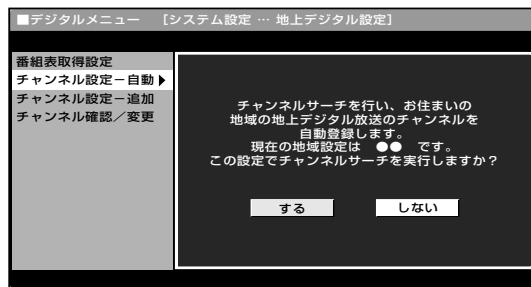 ■デジタルメニュー [システム設定 … 地上デジタル設定]
番組表取得設定
チャンネル設定－自動
チャンネル設定－追加
チャンネル確認／変更
チャンネルサーチを行い、お住まいの
地域の地上デジタル放送のチャンネルを
自動登録します。
現在の地域設定は ●● です。
この設定でチャンネルサーチを実行しますか？
する
しない